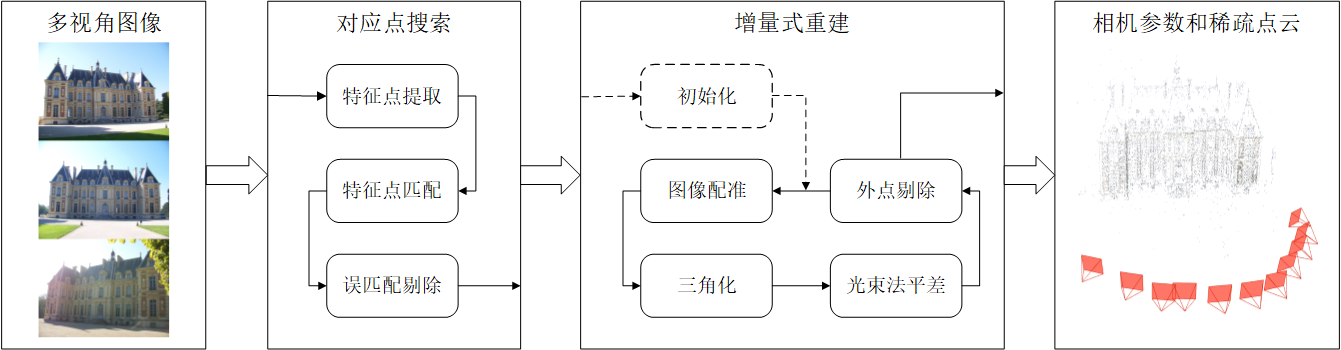 多视角图像
对应点搜索
特征点提取
特征点匹配
误匹配剔除
增量式重建
初始化
图像配准
外点剔除
三角化
光束法平差
相机参数和稀疏点云